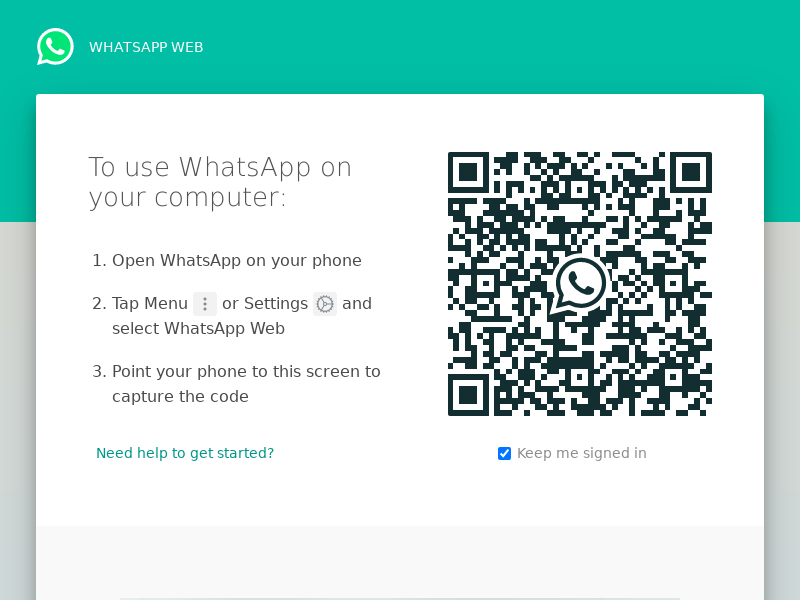 WHATSAPP WEB
To use WhatsApp on
your computer:
1. Open WhatsApp on your phone
2. Tap Menu or Settings and
select WhatsApp Web
3. Point your phone to this screen to
capture the code
Need help to get started?
Keep me signed in